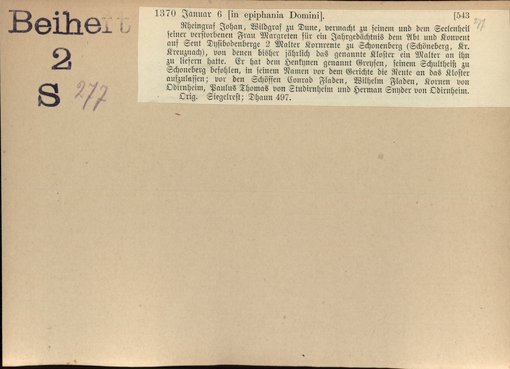 Beiheft
2
S 277
1370 Januar 6 [in epiphania Domini]. [543
Rheingraf Johan, Wildgraf zu Dune, vermacht zu seinem und dem Seelenheil
seiner verstorbenen Frau Margreten für ein Jahrgedächtnis dem Abt und Konvent
auf Sent Dysibodenberge 2 Malter Kornrente zu Schonenberg (Schöneberg, Kr.
Kreuznach), von denen bisher jährlich das genannte Kloster ein Malter an ihn
zu liefern hatte. Er hat dem Henkynen genannt Greyfen, seinem Schultheiß zu
Schoneberg befohlen, in seinem Namen vor dem Gerichte die Rente an das Kloster
aufzulassen; vor den Schöffen Conrad Fladen, Wilhelm Fladen, Kornen von
Odirnheim, Paulus Thomas von Studirnheim und Herman Snyder von Odirnheim.
Orig. Siegelrest; Dhaun 497.